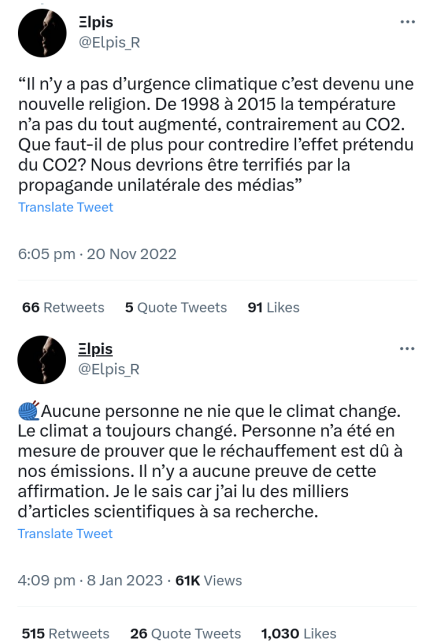 Ξlpis
@Elpis_R
“Il n’y a pas d’urgence climatique c’est devenu une
nouvelle religion. De 1998 à 2015 la température
n’a pas du tout augmenté, contrairement au CO2.
Que faut-il de plus pour contredire l’effet prétendu
du CO2? Nous devrions être terrifiés par la
propagande unilatérale des médias”
Translate Tweet
6:05 pm · 20 Nov 2022
66 Retweets 5 Quote Tweets 91 Likes
Ξlpis
@Elpis_R
🧶Aucune personne ne nie que le climat change.
Le climat a toujours changé. Personne n’a été en
mesure de prouver que le réchauffement est dû à
nos émissions. Il n’y a aucune preuve de cette
affirmation. Je le sais car j’ai lu des milliers
d’articles scientifiques à sa recherche.
Translate Tweet
4:09 pm · 8 Jan 2023 · 61K Views
515 Retweets 26 Quote Tweets 1,030 Likes